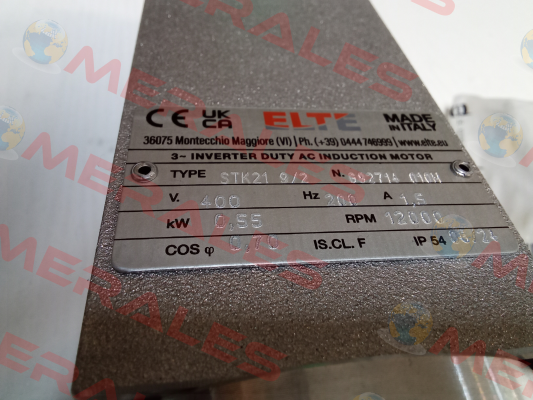 CE UK CA ELTE MADE IN ITALY
36075 Montecchio Maggiore (VI) | Ph. (+39) 0444 746999 | www.elte.eu
3~ INVERTER DUTY AC INDUCTION MOTOR
TYPE STK21 9/2 N.
V. 400 Hz 200 A 1,5
kW 0,55 RPM 12000
COS φ 0,70 IS.CL. F IP 54
MERALES